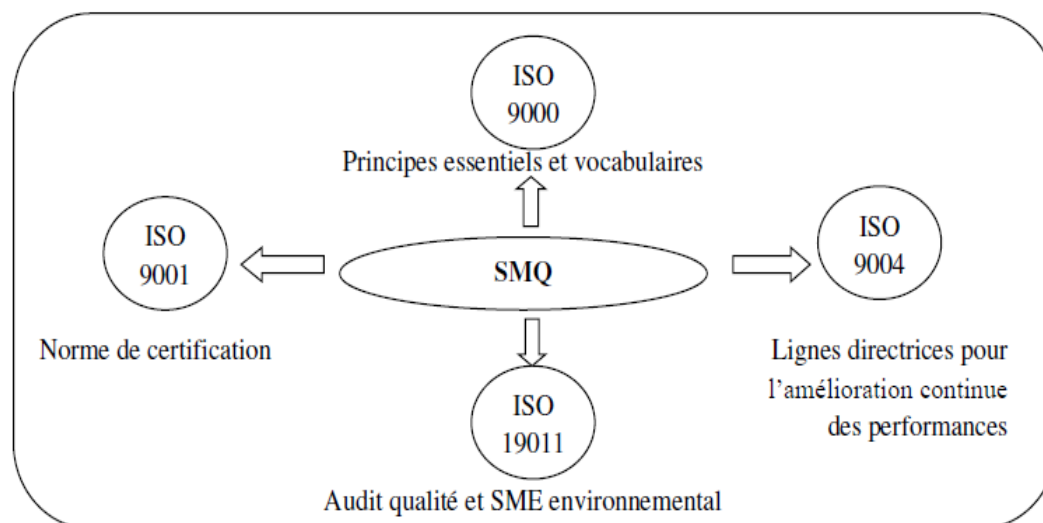 ISO
9000
Principes essentiels et vocabulaires
ISO
9001
SMQ
ISO
9004
Norme de certification
Lignes directrices pour
l’amélioration continue
des performances
ISO
19011
Audit qualité et SME environnemental